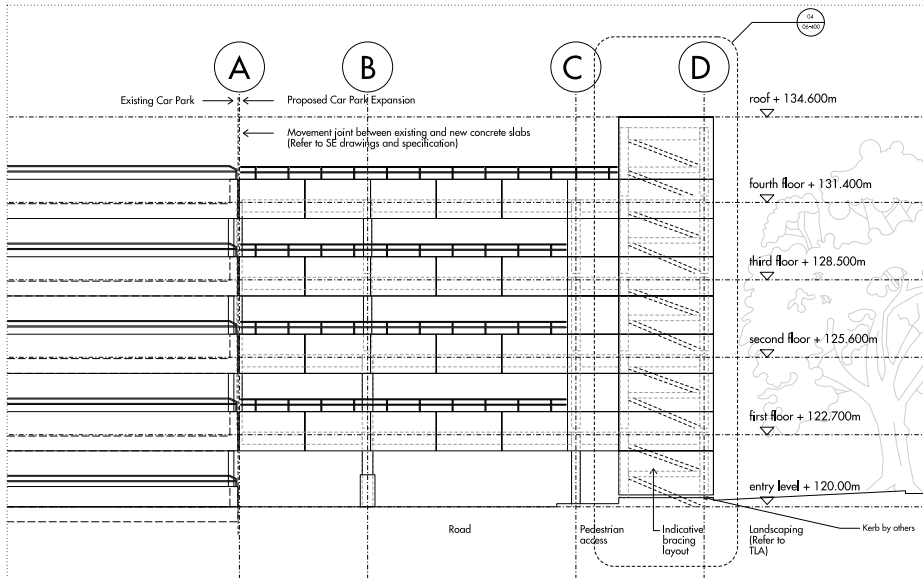 04
06-400
A
B
C
D
roof + 134.600m
Existing Car Park
Proposed Car Park Expansion
Movement joint between existing and new concrete slabs
(Refer to SE drawings and specification)
fourth floor + 131.400m
third floor + 128.500m
second floor + 125.600m
first floor + 122.700m
entry level + 120.00m
Road
Pedestrian
access
Indicative
bracing
layout
Landscaping
(Refer to
TLA)
Kerb by others